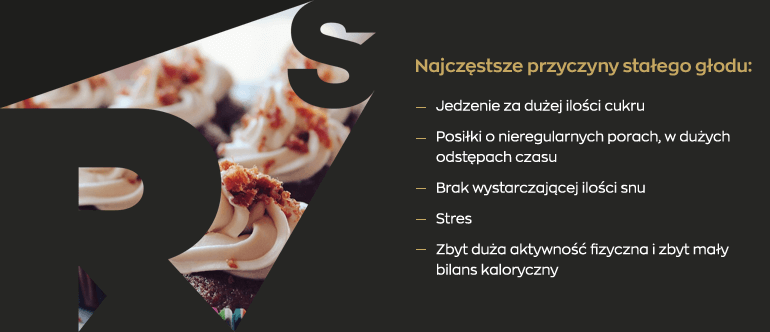 S
R
Najczęstsze przyczyny stałego głodu:
— Jedzenie za dużej ilości cukru
— Posiłki o nieregularnych porach, w dużych
odstępach czasu
— Brak wystarczającej ilości snu
— Stres
— Zbyt duża aktywność fizyczna i zbyt mały
bilans kaloryczny